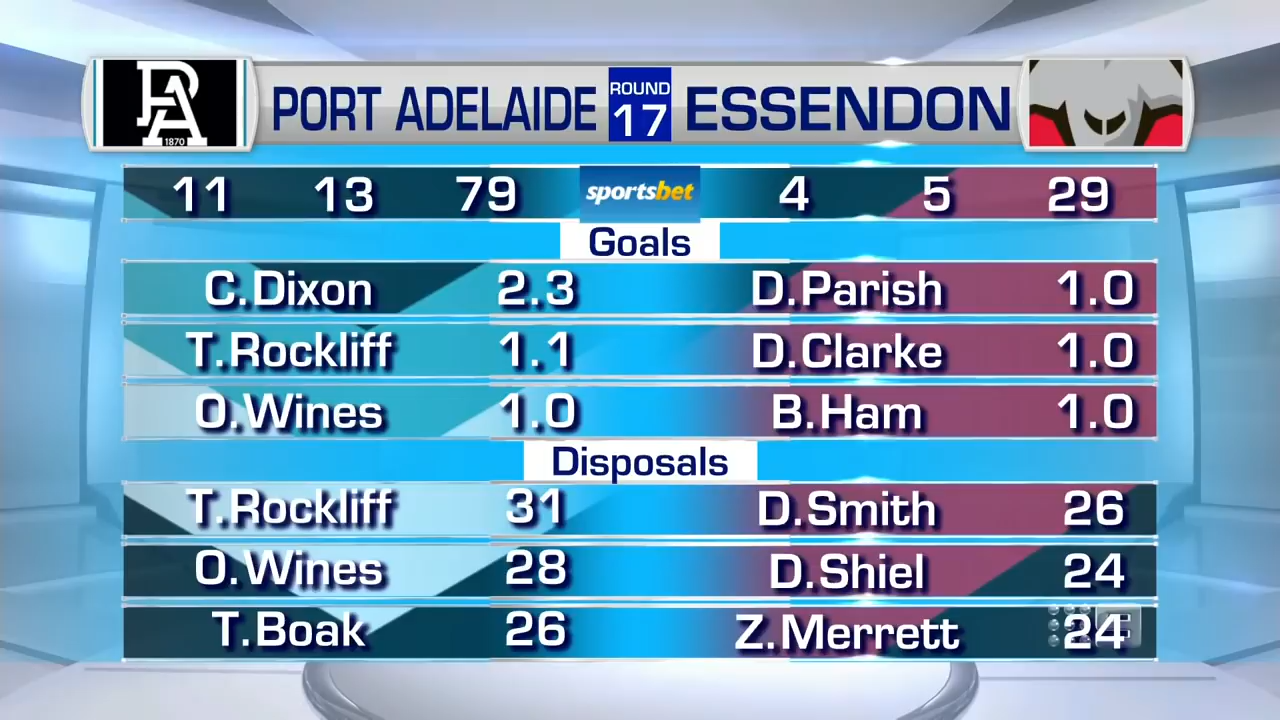 PA
1870
PORT ADELAIDE ROUND 17 ESSENDON
11 13 79 sportsbet 4 5 29
Goals
C.Dixon 2.3 D.Parish 1.0
T.Rockliff 1.1 D.Clarke 1.0
O.Wines 1.0 B.Ham 1.0
Disposals
T.Rockliff 31 D.Smith 26
O.Wines 28 D.Shiel 24
T.Boak 26 Z.Merrett 24